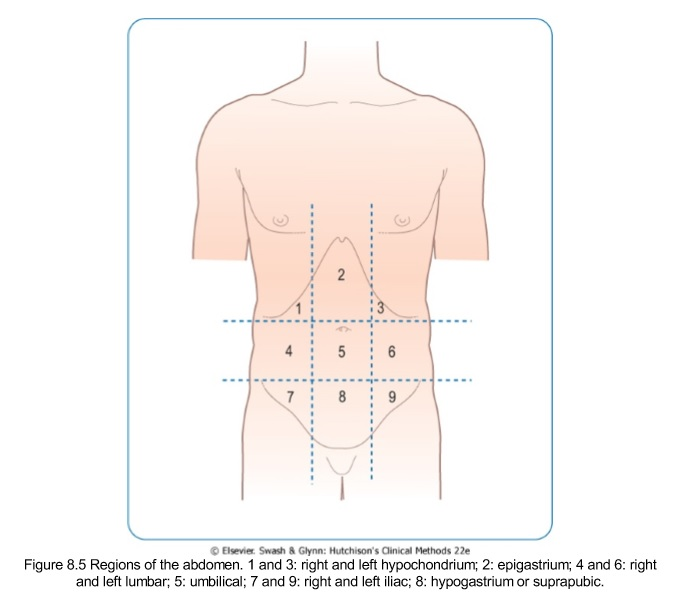 2
1 3
4 5 6
7 8 9
© Elsevier. Swash & Glynn: Hutchison's Clinical Methods 22e
Figure 8.5 Regions of the abdomen. 1 and 3: right and left hypochondrium; 2: epigastrium; 4 and 6: right
and left lumbar; 5: umbilical; 7 and 9: right and left iliac; 8: hypogastrium or suprapubic.